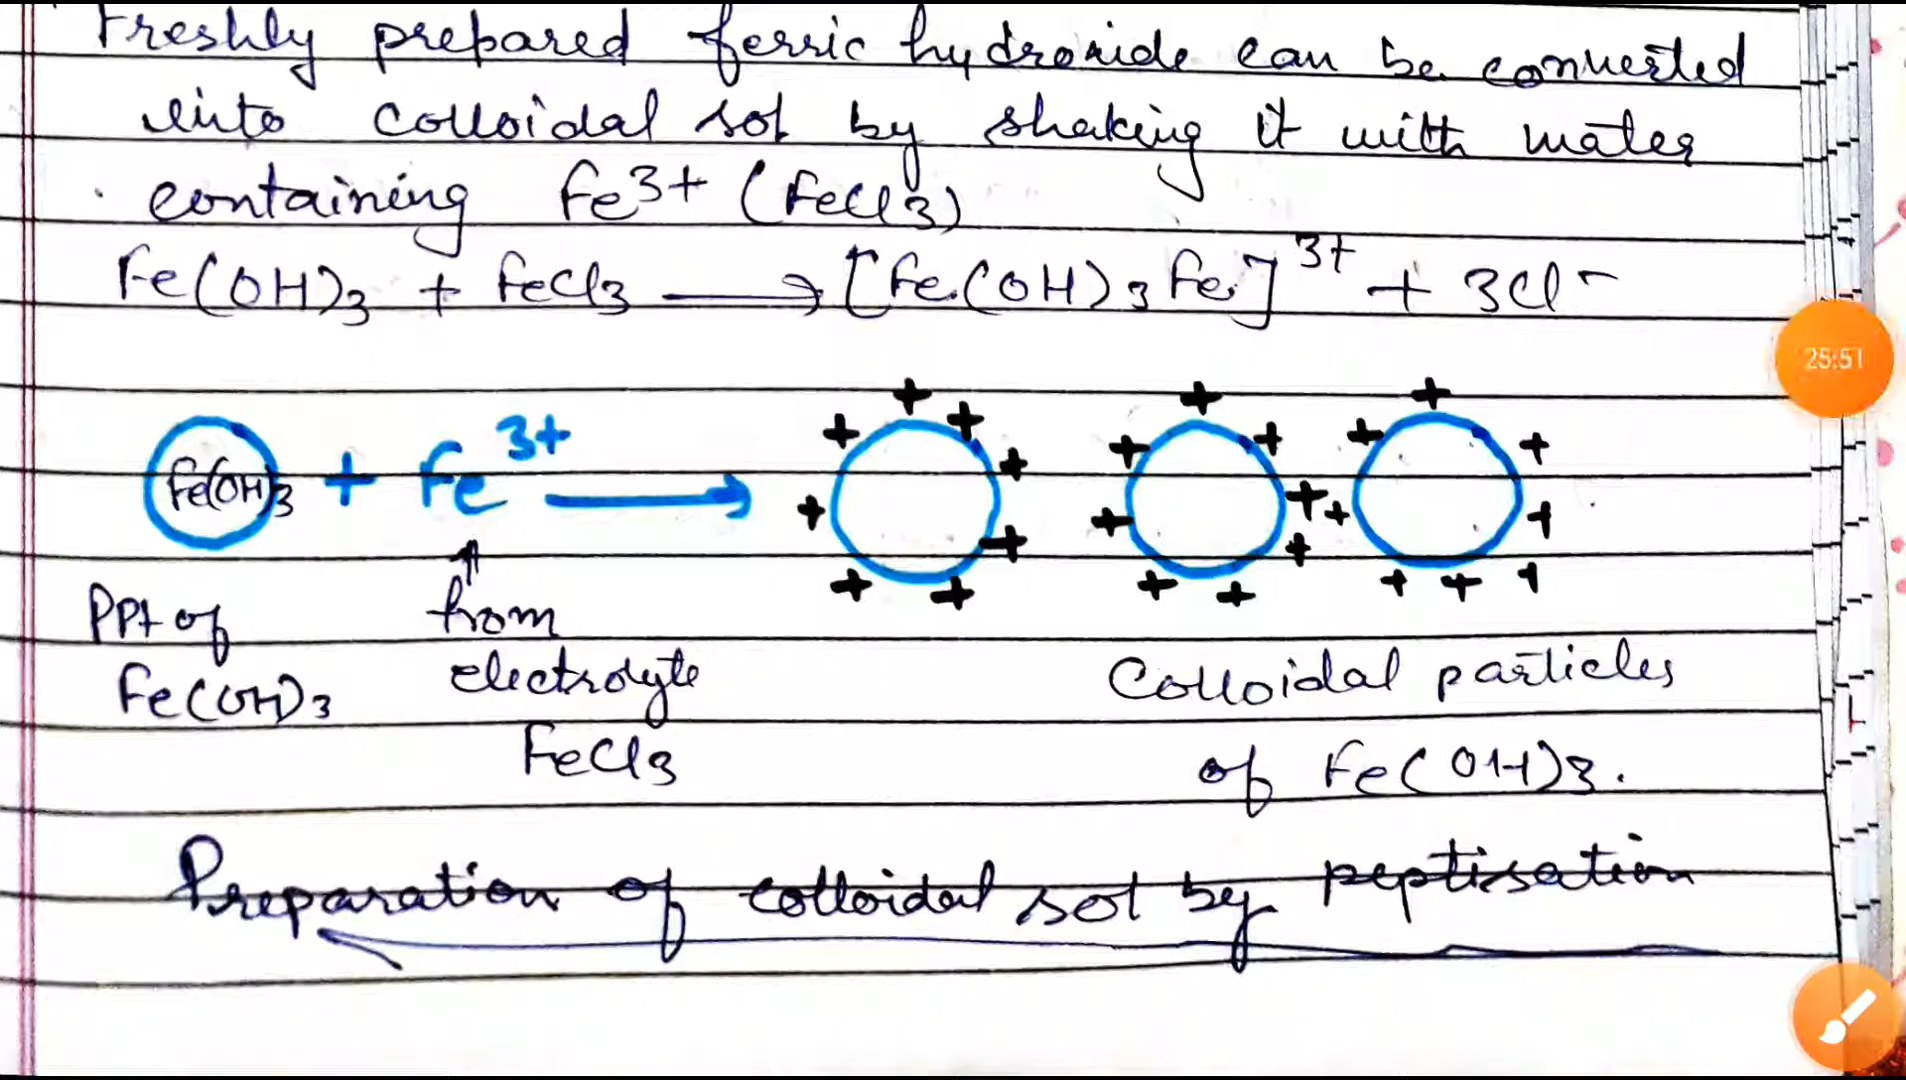 Freshly prepared ferric hydroxide can be converted
into colloidal sol by shaking it with water
containing Fe3+ (FeCl3)
Fe(OH)3 + FeCl3 ⟶ [Fe(OH)3Fe]3+ + 3Cl-
25:51
Fe(OH)3 + Fe3+ ⟶
Ppt of
Fe(OH)3
from
electrolyte
FeCl3
Colloidal particles
of Fe(OH)3.
Preparation of colloidal sol by peptisation